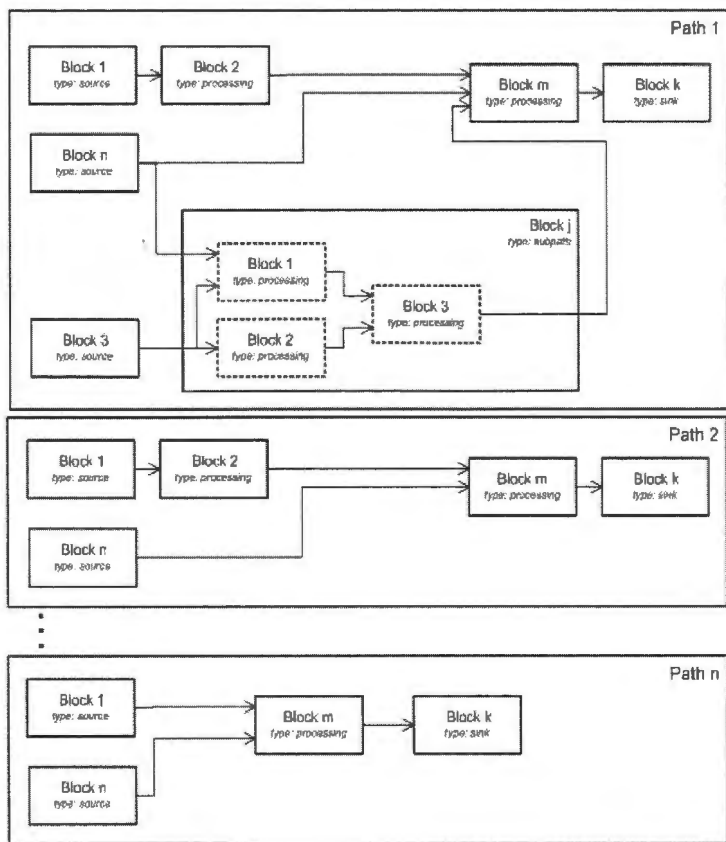 Path 1
Block 1
type: source
Block 2
type: processing
Block m
type: processing
Block k
type: sink
Block n
type: source
Block j
type: subpath
Block 1
type: processing
Block 3
type: processing
Block 3
type: source
Block 2
type: processing
Path 2
Block 1
type: source
Block 2
type: processing
Block m
type: processing
Block k
type: sink
Block n
type: source
Path n
Block 1
type: source
Block m
type: processing
Block k
type: sink
Block n
type: source